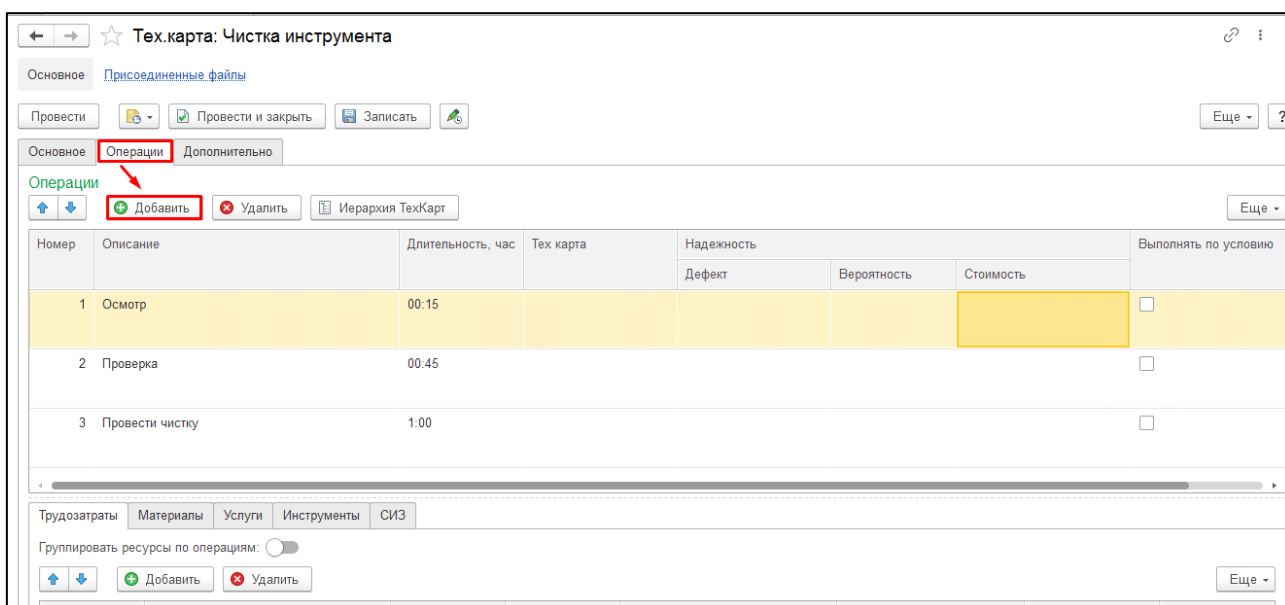 Тех.карта: Чистка инструмента
Основное Присоединенные файлы
Провести Провести и закрыть Записать Еще
Основное Операции Дополнительно
Операции
Добавить Удалить Иерархия ТехКарт Еще
Номер Описание Длительность, час Тех карта Надежность Выполнять по условию
Дефект Вероятность Стоимость
1 Осмотр 00:15
2 Проверка 00:45
3 Провести чистку 1:00
Трудозатраты Материалы Услуги Инструменты СИЗ
Группировать ресурсы по операциям:
Добавить Удалить Еще